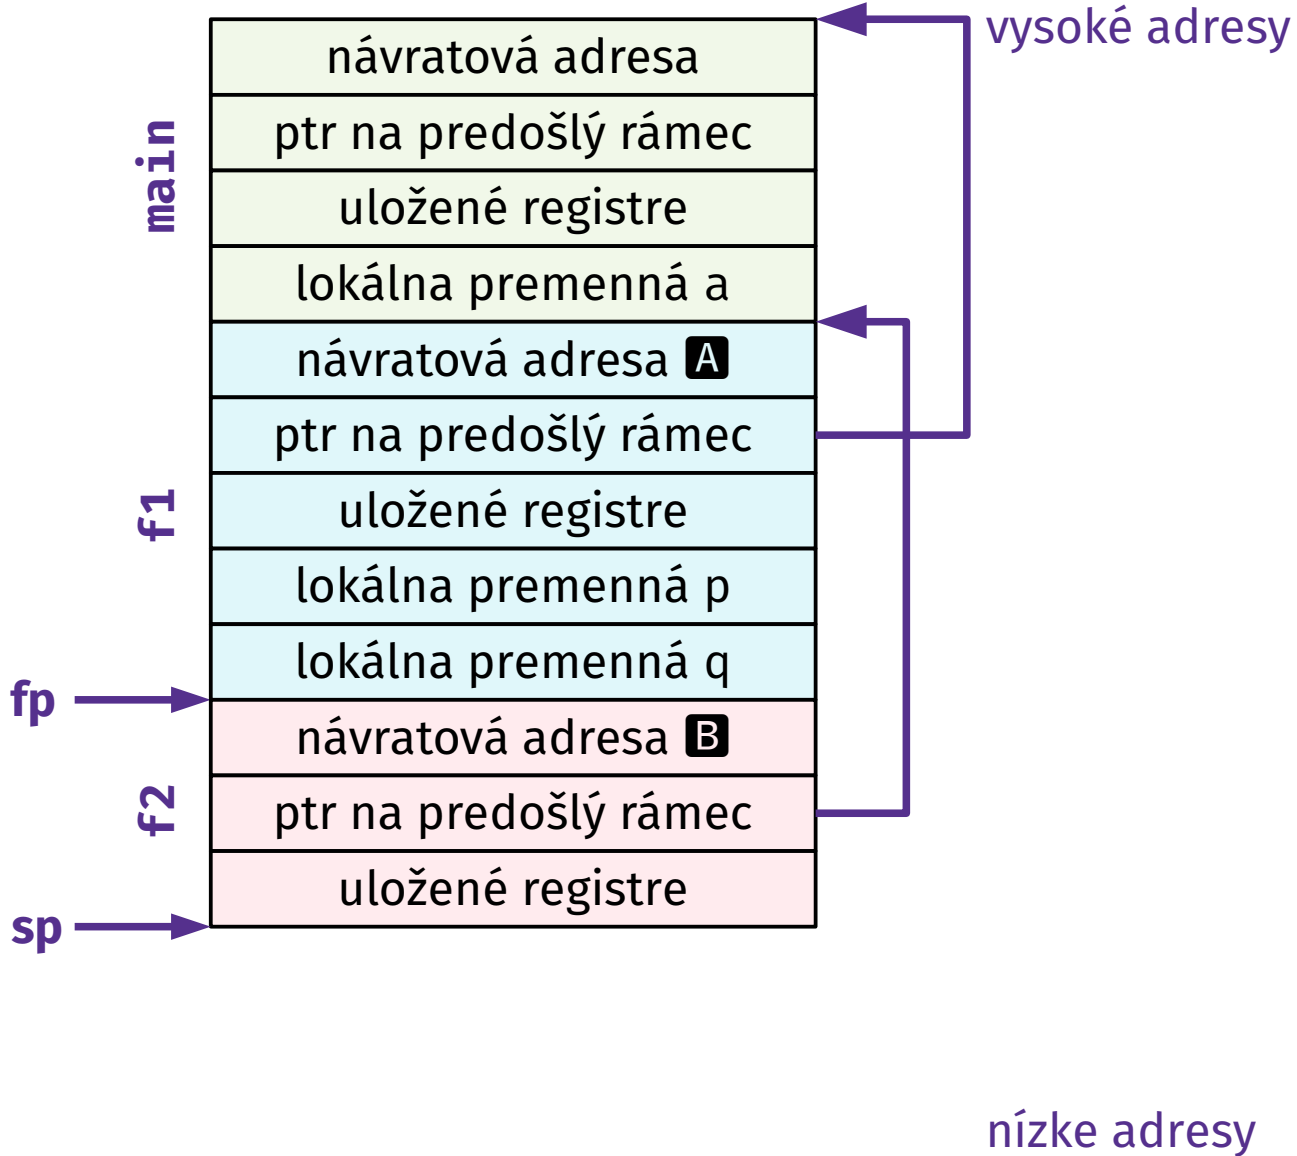 vysoké adresy
main
návratová adresa
ptr na predošlý rámec
uložené registre
lokálna premenná a
f1
návratová adresa A
ptr na predošlý rámec
uložené registre
lokálna premenná p
lokálna premenná q
fp
f2
návratová adresa B
ptr na predošlý rámec
uložené registre
sp
nízke adresy